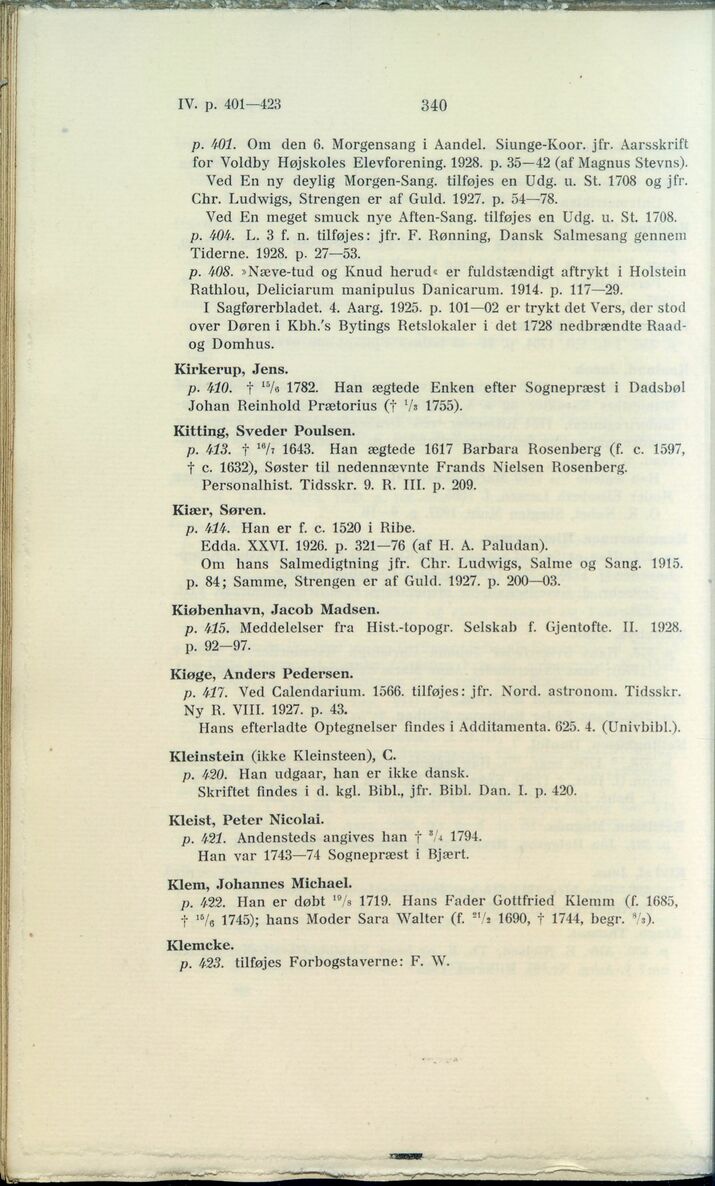 IV. p. 401—423 340
p. 401. Om den 6. Morgensang i Aandel. Siunge-Koor. jfr. Aarsskrift
for Voldby Højskoles Elevforening. 1928. p. 35—42 (af Magnus Stevns).
Ved En ny deylig Morgen-Sang. tilføjes en Udg. u. St. 1708 og jfr.
Chr. Ludwigs, Strengen er af Guld. 1927. p. 54—78.
Ved En meget smuck nye Aften-Sang. tilføjes en Udg. u. St. 1708.
p. 404. L. 3 f. n. tilføjes: jfr. F. Rønning, Dansk Salmesang gennem
Tiderne. 1928. p. 27—53.
p. 408. »Næve-tud og Knud herud« er fuldstændigt aftrykt i Holstein
Rathlou, Deliciarum manipulus Danicarum. 1914. p. 117—29.
I Sagførerbladet. 4. Aarg. 1925. p. 101—02 er trykt det Vers, der stod
over Døren i Kbh.'s Bytings Retslokaler i det 1728 nedbrændte Raad-
og Domhus.
Kirkerup, Jens.
p. 410. † 15/6 1782. Han ægtede Enken efter Sognepræst i Dadsbøl
Johan Reinhold Prætorius († 1/3 1755).
Kitting, Sveder Poulsen.
p. 413. † 16/7 1643. Han ægtede 1617 Barbara Rosenberg (f. c. 1597,
† c. 1632), Søster til nedennævnte Frands Nielsen Rosenberg.
Personalhist. Tidsskr. 9. R. III. p. 209.
Kiær, Søren.
p. 414. Han er f. c. 1520 i Ribe.
Edda. XXVI. 1926. p. 321—76 (af H. A. Paludan).
Om hans Salmedigtning jfr. Chr. Ludwigs, Salme og Sang. 1915.
p. 84; Samme, Strengen er af Guld. 1927. p. 200—03.
Kiøbenhavn, Jacob Madsen.
p. 415. Meddelelser fra Hist.-topogr. Selskab f. Gjentofte. II. 1928.
p. 92—97.
Kiøge, Anders Pedersen.
p. 417. Ved Calendarium. 1566. tilføjes: jfr. Nord. astronom. Tidsskr.
Ny R. VIII. 1927. p. 43.
Hans efterladte Optegnelser findes i Additamenta. 625. 4. (Univbibl.).
Kleinstein (ikke Kleinsteen), C.
p. 420. Han udgaar, han er ikke dansk.
Skriftet findes i d. kgl. Bibl., jfr. Bibl. Dan. I. p. 420.
Kleist, Peter Nicolai.
p. 421. Andensteds angives han † 3/4 1794.
Han var 1743—74 Sognepræst i Bjært.
Klem, Johannes Michael.
p. 422. Han er døbt 19/8 1719. Hans Fader Gottfried Klemm (f. 1685,
† 15/6 1745); hans Moder Sara Walter (f. 21/2 1690, † 1744, begr. 8/3).
Klemcke.
p. 423. tilføjes Forbogstaverne: F. W.